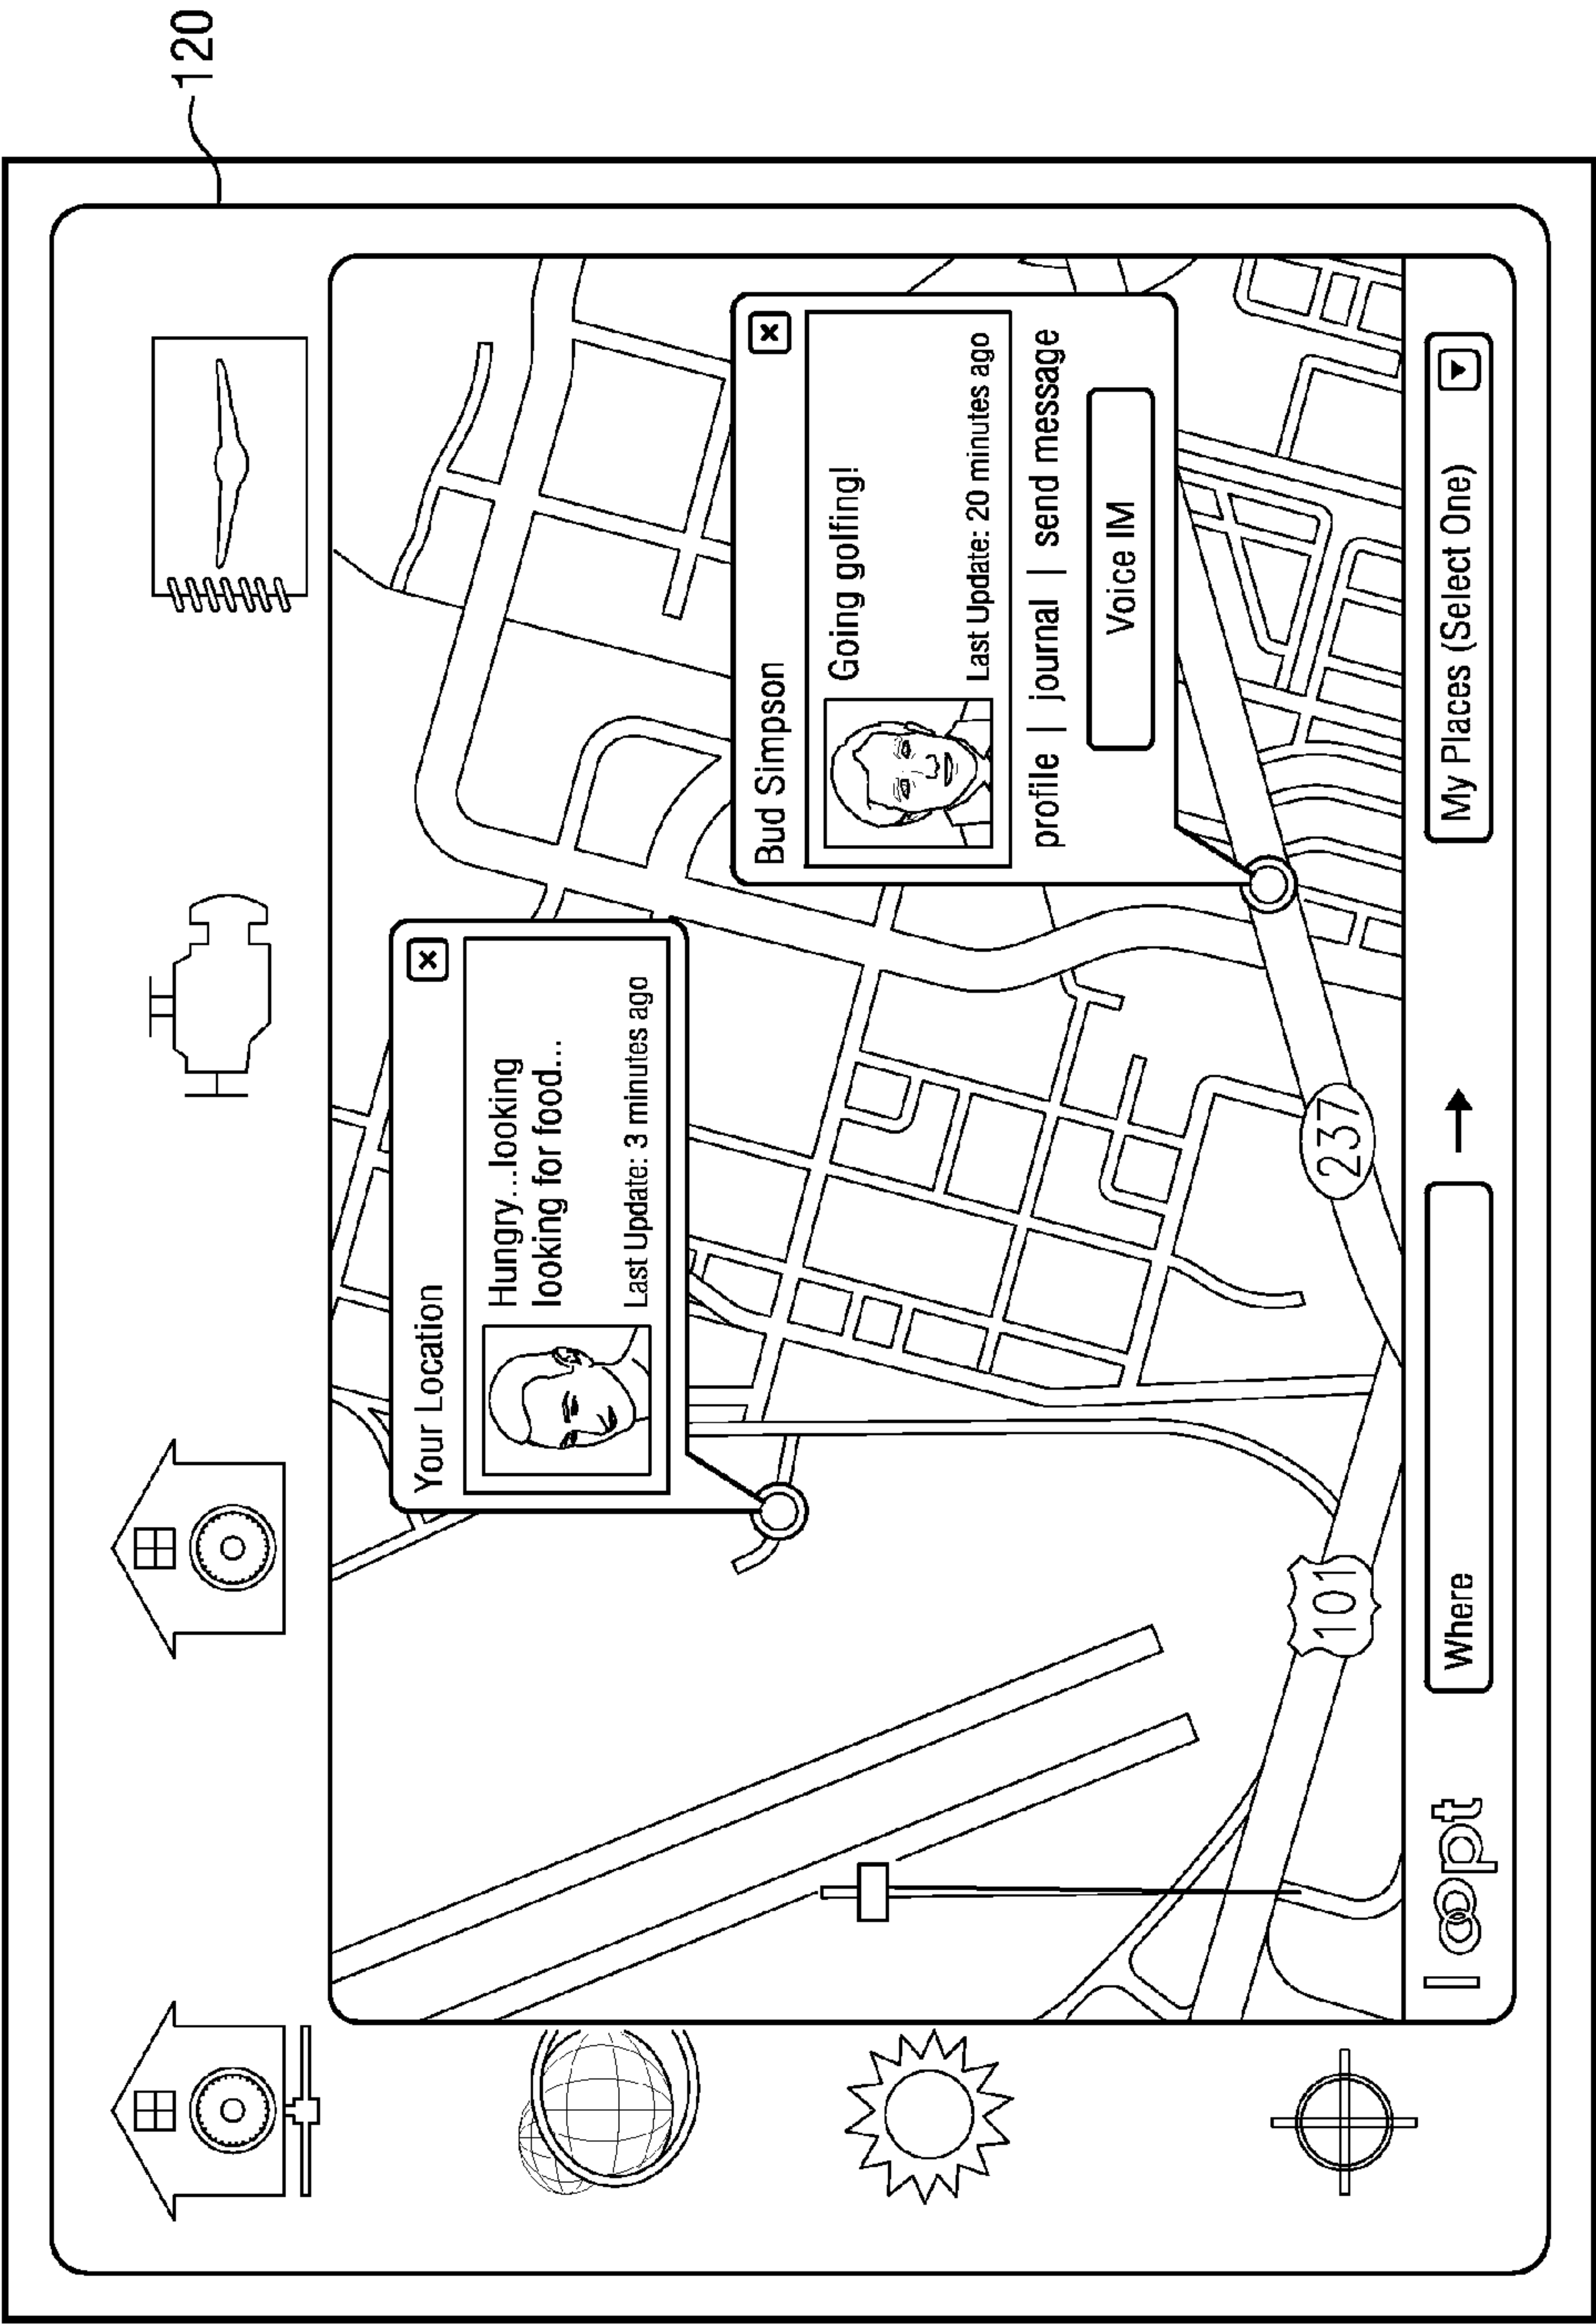 120
Your Location
x
Hungry...looking
looking for food...
Last Update: 3 minutes ago
Bud Simpson
x
Going golfing!
Last Update: 20 minutes ago
profile | journal | send message
Voice IM
237
101
loopt
Where
My Places (Select One)